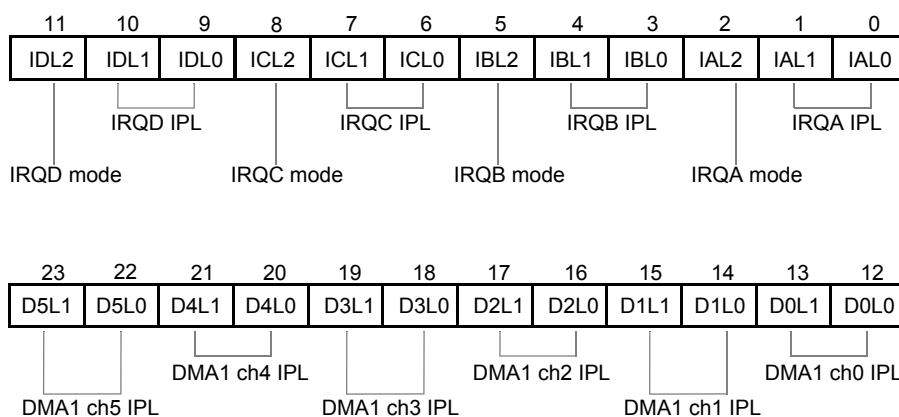 11 10 9 8 7 6 5 4 3 2 1 0
IDL2 IDL1 IDL0 ICL2 ICL1 ICL0 IBL2 IBL1 IBL0 IAL2 IAL1 IAL0
IRQD IPL IRQC IPL IRQB IPL IRQA IPL
IRQD mode IRQC mode IRQB mode IRQA mode
23 22 21 20 19 18 17 16 15 14 13 12
D5L1 D5L0 D4L1 D4L0 D3L1 D3L0 D2L1 D2L0 D1L1 D1L0 D0L1 D0L0
DMA1 ch4 IPL DMA1 ch2 IPL DMA1 ch0 IPL
DMA1 ch5 IPL DMA1 ch3 IPL DMA1 ch1 IPL